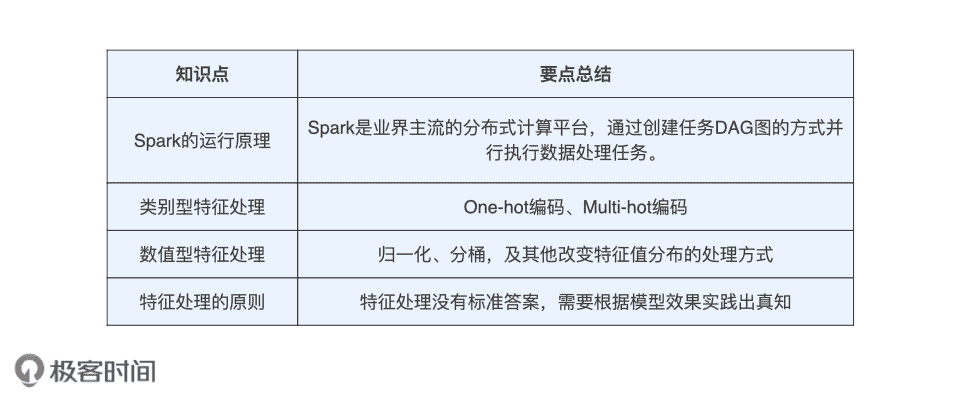 知识点 要点总结
Spark的运行原理 Spark是业界主流的分布式计算平台，通过创建任务DAG图的方式并
行执行数据处理任务。
类别型特征处理 One-hot编码、Multi-hot编码
数值型特征处理 归一化、分桶，及其他改变特征值分布的处理方式
特征处理的原则 特征处理没有标准答案，需要根据模型效果实践出真知
极客时间